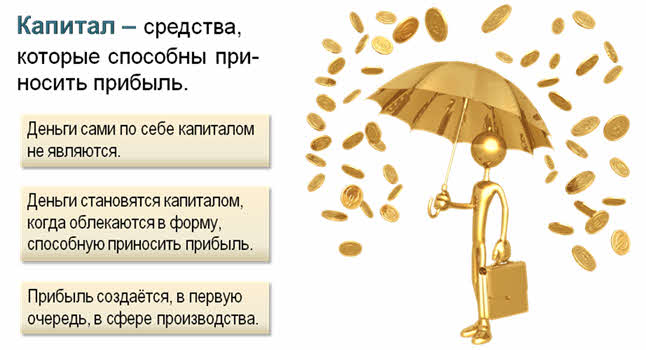 Капитал – средства,
которые способны при-
носить прибыль.
Деньги сами по себе капиталом
не являются.
Деньги становятся капиталом,
когда облекаются в форму,
способную приносить прибыль.
Прибыль создаётся, в первую
очередь, в сфере производства.